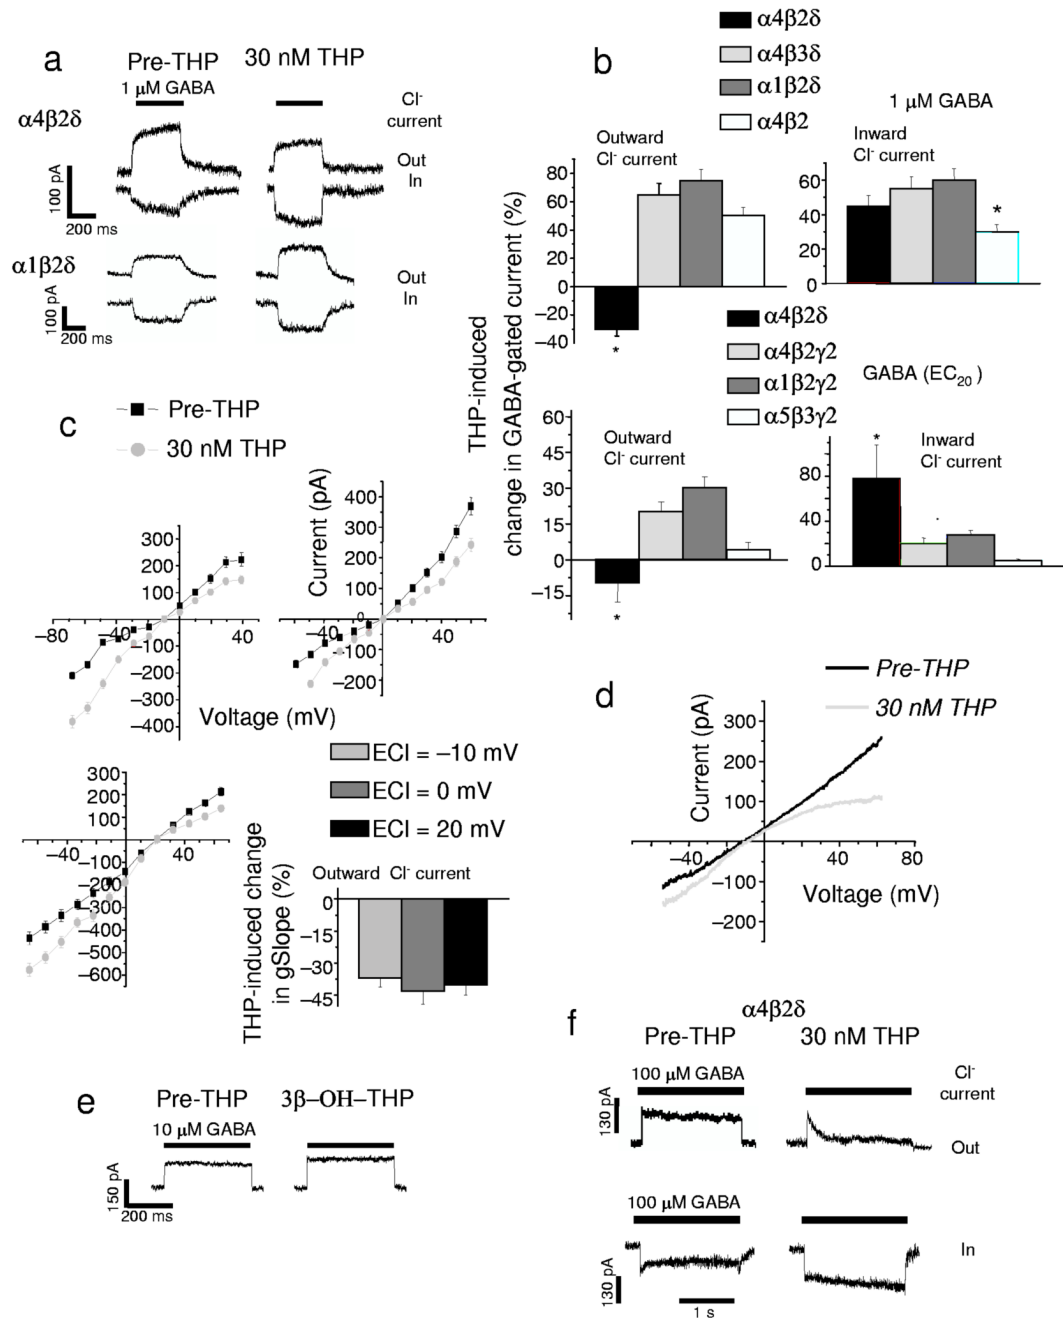 a
Pre-THP 30 nM THP
1 μM GABA
Cl- current
α4β2δ
Out
In
100 pA
200 ms
α1β2δ
Out
In
100 pA
200 ms
b
α4β2δ
α4β3δ
α1β2δ
α4β2
1 μM GABA
Outward
Cl- current
Inward
Cl- current
80
60
40
20
0
−20
−40
*
60
40
20
0
*
THP-induced
change in GABA-gated current (%)
α4β2δ
α4β2γ2
α1β2γ2
α5β3γ2
GABA (EC20)
Outward
Cl- current
Inward
Cl- current
60
45
30
15
0
−15
*
80
40
0
*
c
Pre-THP
30 nM THP
300
200
100
−80 −40 40
−100
−200
−300
−400
Current (pA)
400
300
200
100
0
−40 40
−100
−200
Voltage (mV)
300
200
100
−40 40
−100
−200
−300
−400
−500
−600
ECl = −10 mV
ECl = 0 mV
ECl = 20 mV
THP-induced change
in gSlope (%)
Outward Cl- current
0
−15
−30
−45
d
Pre-THP
30 nM THP
Current (pA)
300
200
100
−40 40 80
−100
−200
Voltage (mV)
e
Pre-THP 3β–OH–THP
10 μM GABA
150 pA
200 ms
f
α4β2δ
Pre-THP 30 nM THP
100 μM GABA
Cl-
current
130 pA
Out
100 μM GABA
In
130 pA
1 s